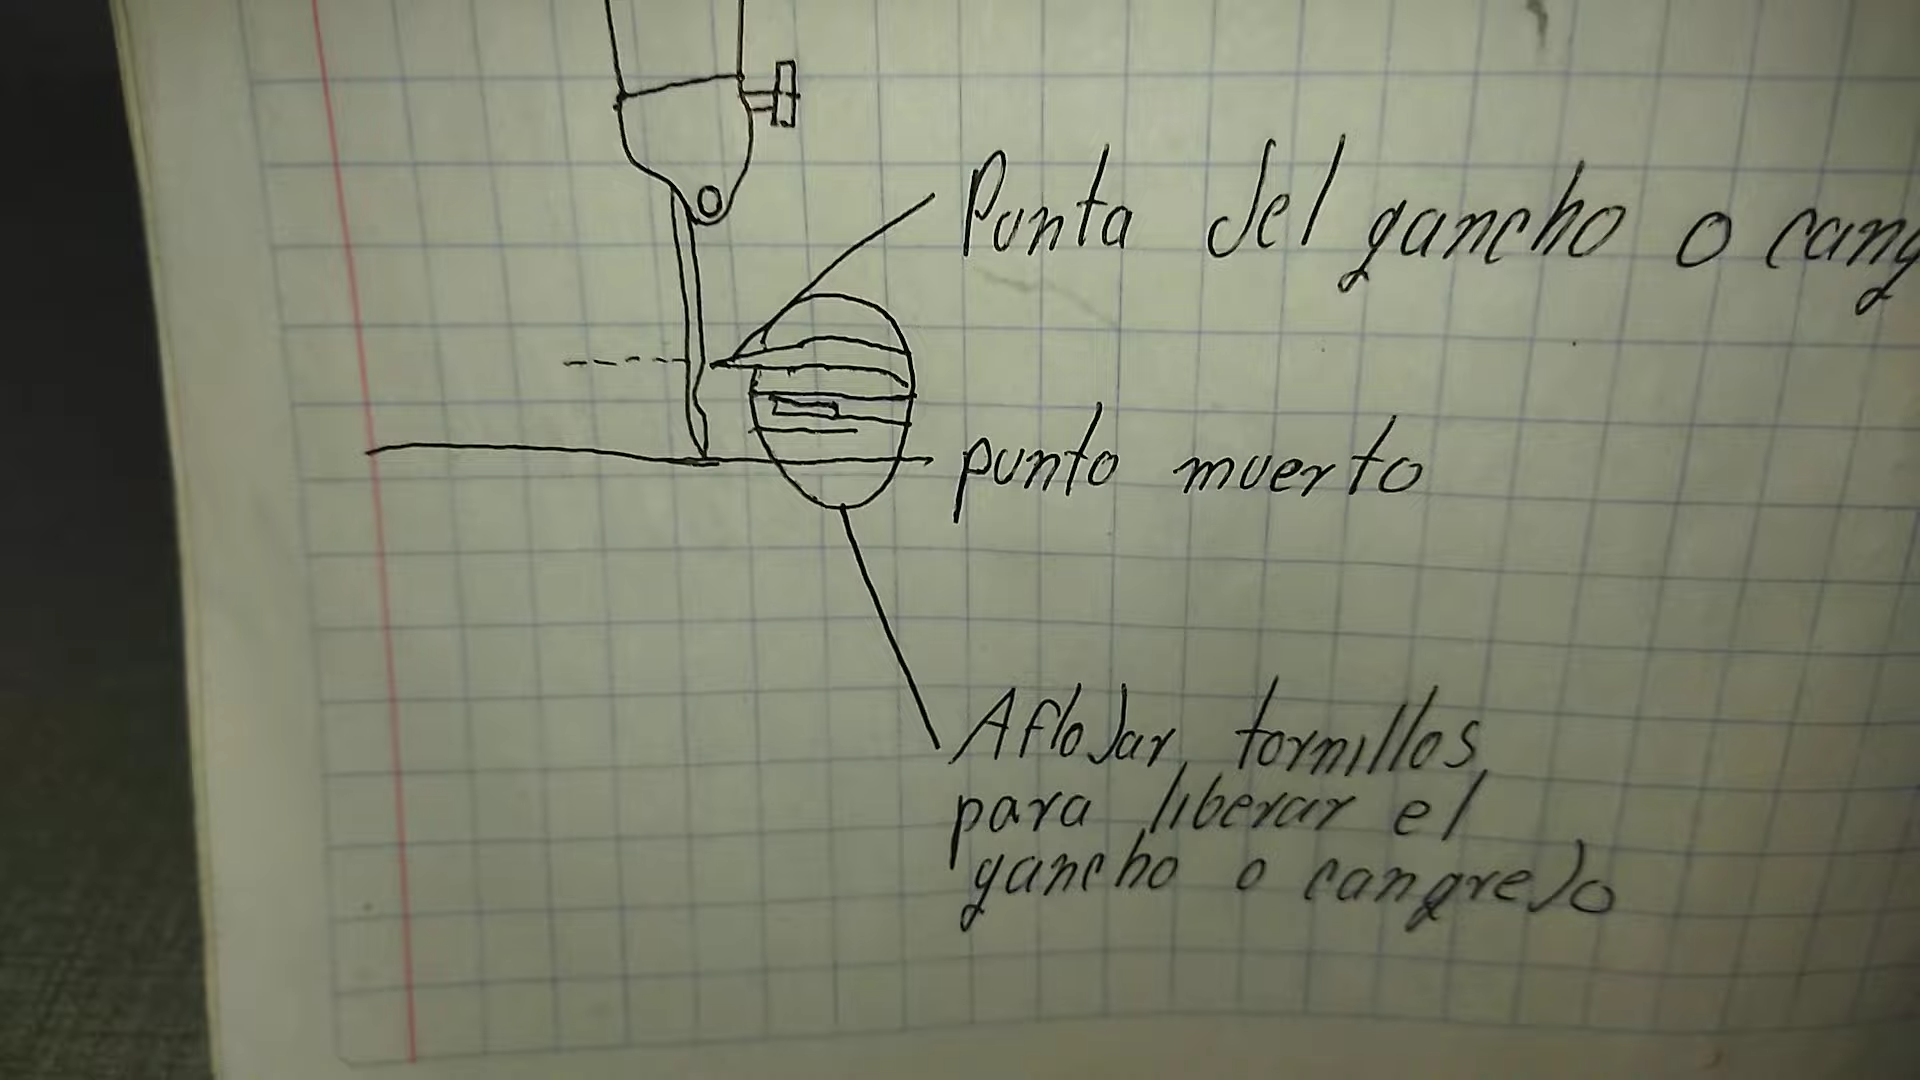 Punta del gancho o cang
punto muerto
Aflojar tornillos
para liberar el
gancho o cangrejo